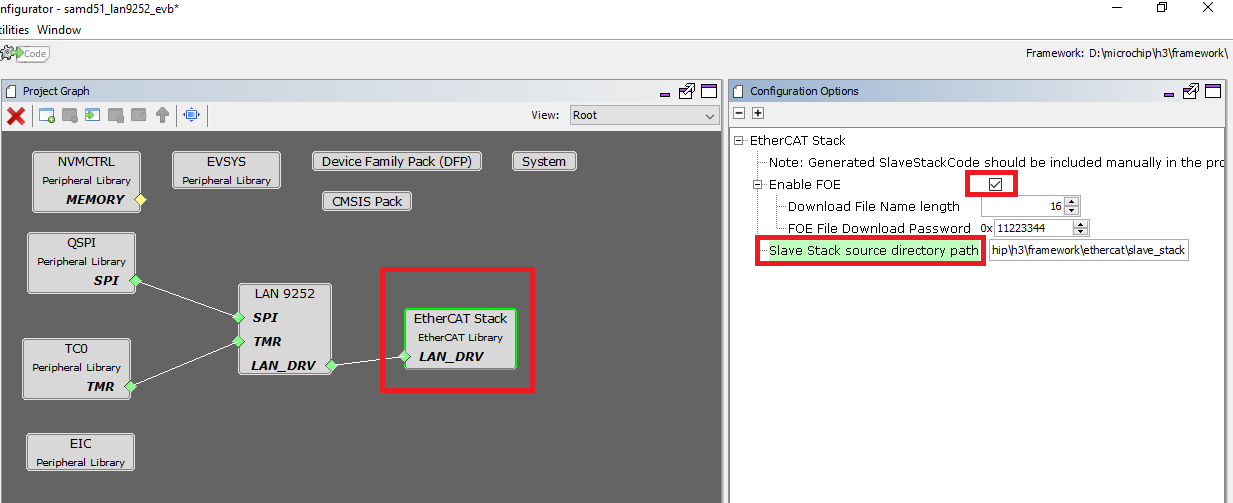 nfigurator - samd51_lan9252_evb*
tilities Window
Code
Framework: D:\microchip\h3\framework\
Project Graph
View: Root
NVMCTRL
Peripheral Library
MEMORY
EVSYS
Peripheral Library
Device Family Pack (DFP)
System
CMSIS Pack
QSPI
Peripheral Library
SPI
LAN 9252
SPI
TMR
LAN_DRV
EtherCAT Stack
EtherCAT Library
LAN_DRV
TC0
Peripheral Library
TMR
EIC
Peripheral Library
Configuration Options
EtherCAT Stack
Note: Generated SlaveStackCode should be included manually in the pro
Enable FOE
Download File Name length 16
FOE File Download Password 0x 11223344
Slave Stack source directory path hip\h3\framework\ethercat\slave_stack